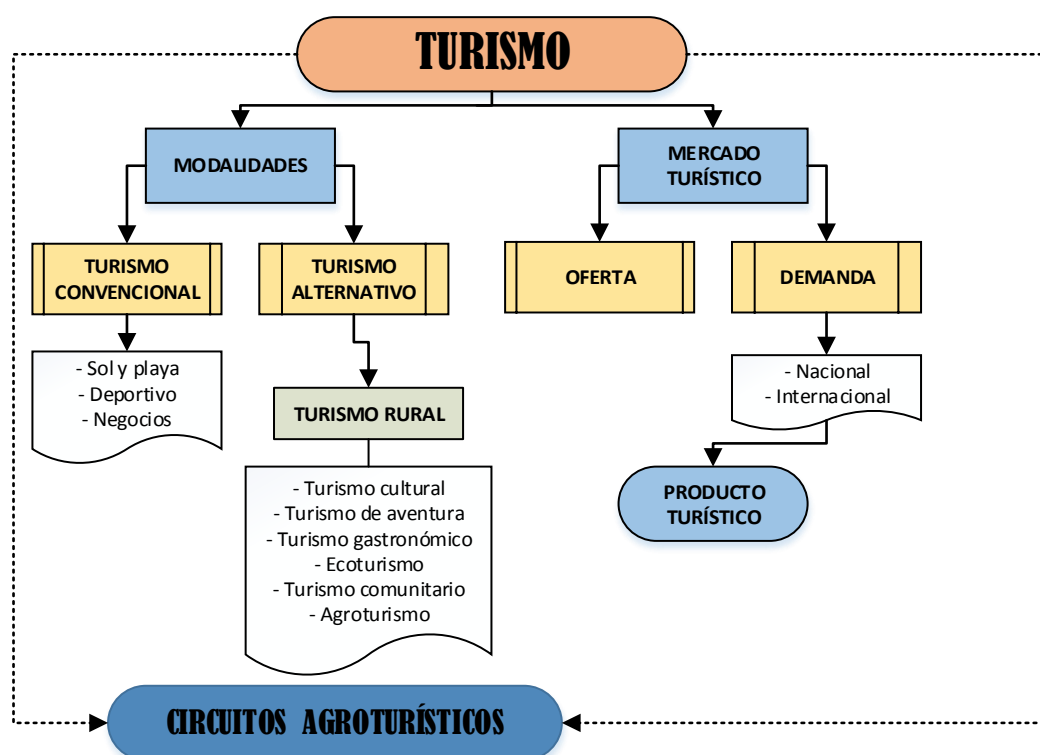 TURISMO
MODALIDADES
MERCADO
TURÍSTICO
TURISMO
CONVENCIONAL
TURISMO
ALTERNATIVO
OFERTA
DEMANDA
- Sol y playa
- Deportivo
- Negocios
- Nacional
- Internacional
TURISMO RURAL
- Turismo cultural
- Turismo de aventura
- Turismo gastronómico
- Ecoturismo
- Turismo comunitario
- Agroturismo
PRODUCTO
TURÍSTICO
CIRCUITOS AGROTURÍSTICOS